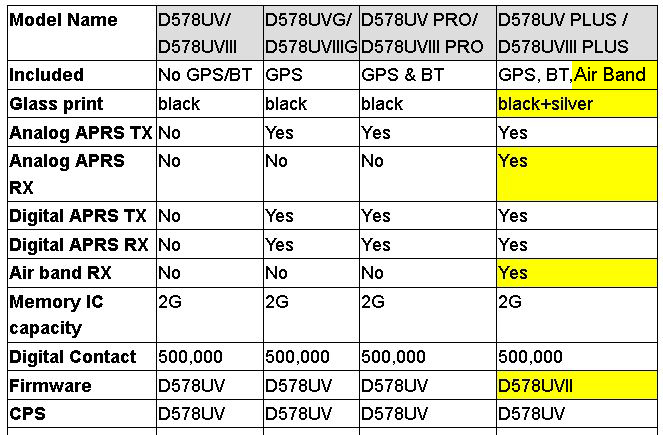 Model Name D578UV/ D578UVG/ D578UV PRO/ D578UV PLUS /
D578UVIII D578UVIIIG D578UVIII PRO D578UVIII PLUS
Included No GPS/BT GPS GPS & BT GPS, BT,Air Band
Glass print black black black black+silver
Analog APRS TX No Yes Yes Yes
Analog APRS No No No Yes
RX
Digital APRS TX No Yes Yes Yes
Digital APRS RX No Yes Yes Yes
Air band RX No No No Yes
Memory IC 2G 2G 2G 2G
capacity
Digital Contact 500,000 500,000 500,000 500,000
Firmware D578UV D578UV D578UV D578UVII
CPS D578UV D578UV D578UV D578UV